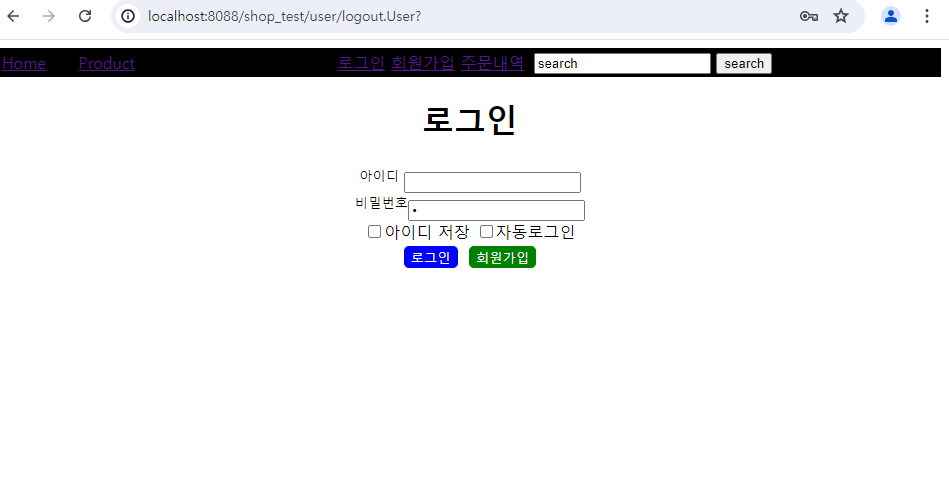 localhost:8088/shop_test/user/logout.User?
Home Product 로그인 회원가입 주문내역 search search
로그인
아이디
비밀번호 •
아이디 저장 자동로그인
로그인 회원가입